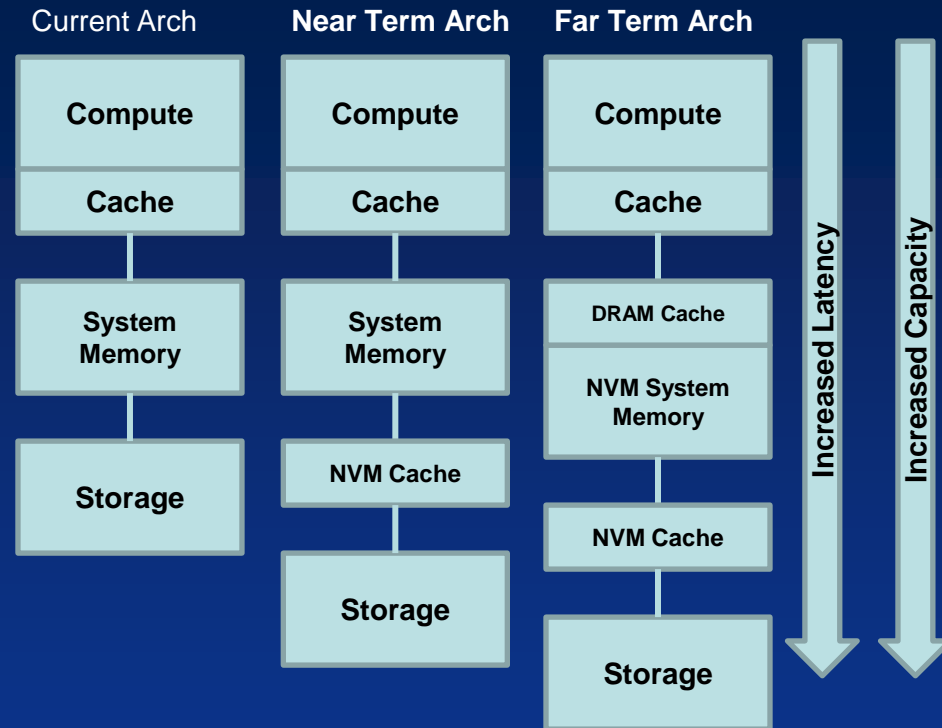 Current Arch
Compute
Cache
System
Memory
Storage
Near Term Arch
Compute
Cache
System
Memory
NVM Cache
Storage
Far Term Arch
Compute
Cache
DRAM Cache
NVM System
Memory
NVM Cache
Storage
Increased Latency
Increased Capacity